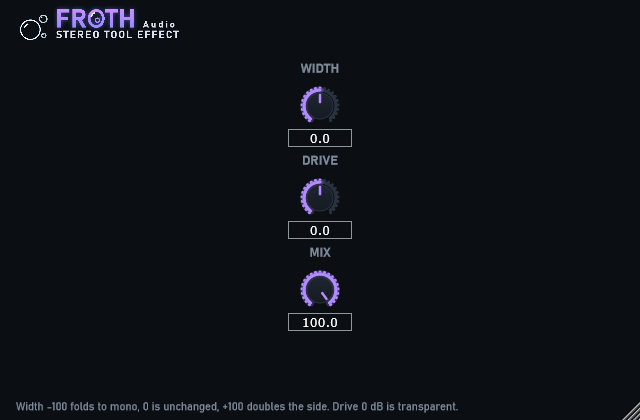 FROTH Audio
STEREO TOOL EFFECT
WIDTH
0.0
DRIVE
0.0
MIX
100.0
Width -100 folds to mono, 0 is unchanged, +100 doubles the side. Drive 0 dB is transparent.